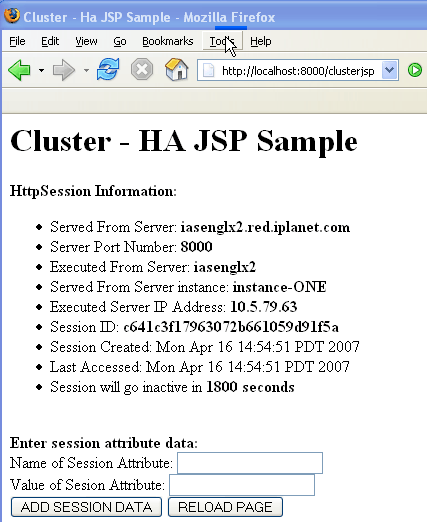 Cluster - Ha JSP Sample - Mozilla Firefox
File Edit View Go Bookmarks Tools Help
http://localhost:8000/clusterjsp
Cluster - HA JSP Sample
HttpSession Information:
Served From Server: iasenglx2.red.iplanet.com
Server Port Number: 8000
Executed From Server: iasenglx2
Served From Server instance: instance-ONE
Executed Server IP Address: 10.5.79.63
Session ID: c641c3f17963072b661059d91f5a
Session Created: Mon Apr 16 14:54:51 PDT 2007
Last Accessed: Mon Apr 16 14:54:51 PDT 2007
Session will go inactive in 1800 seconds
Enter session attribute data:
Name of Session Attribute:
Value of Sesion Attribute:
ADD SESSION DATA RELOAD PAGE